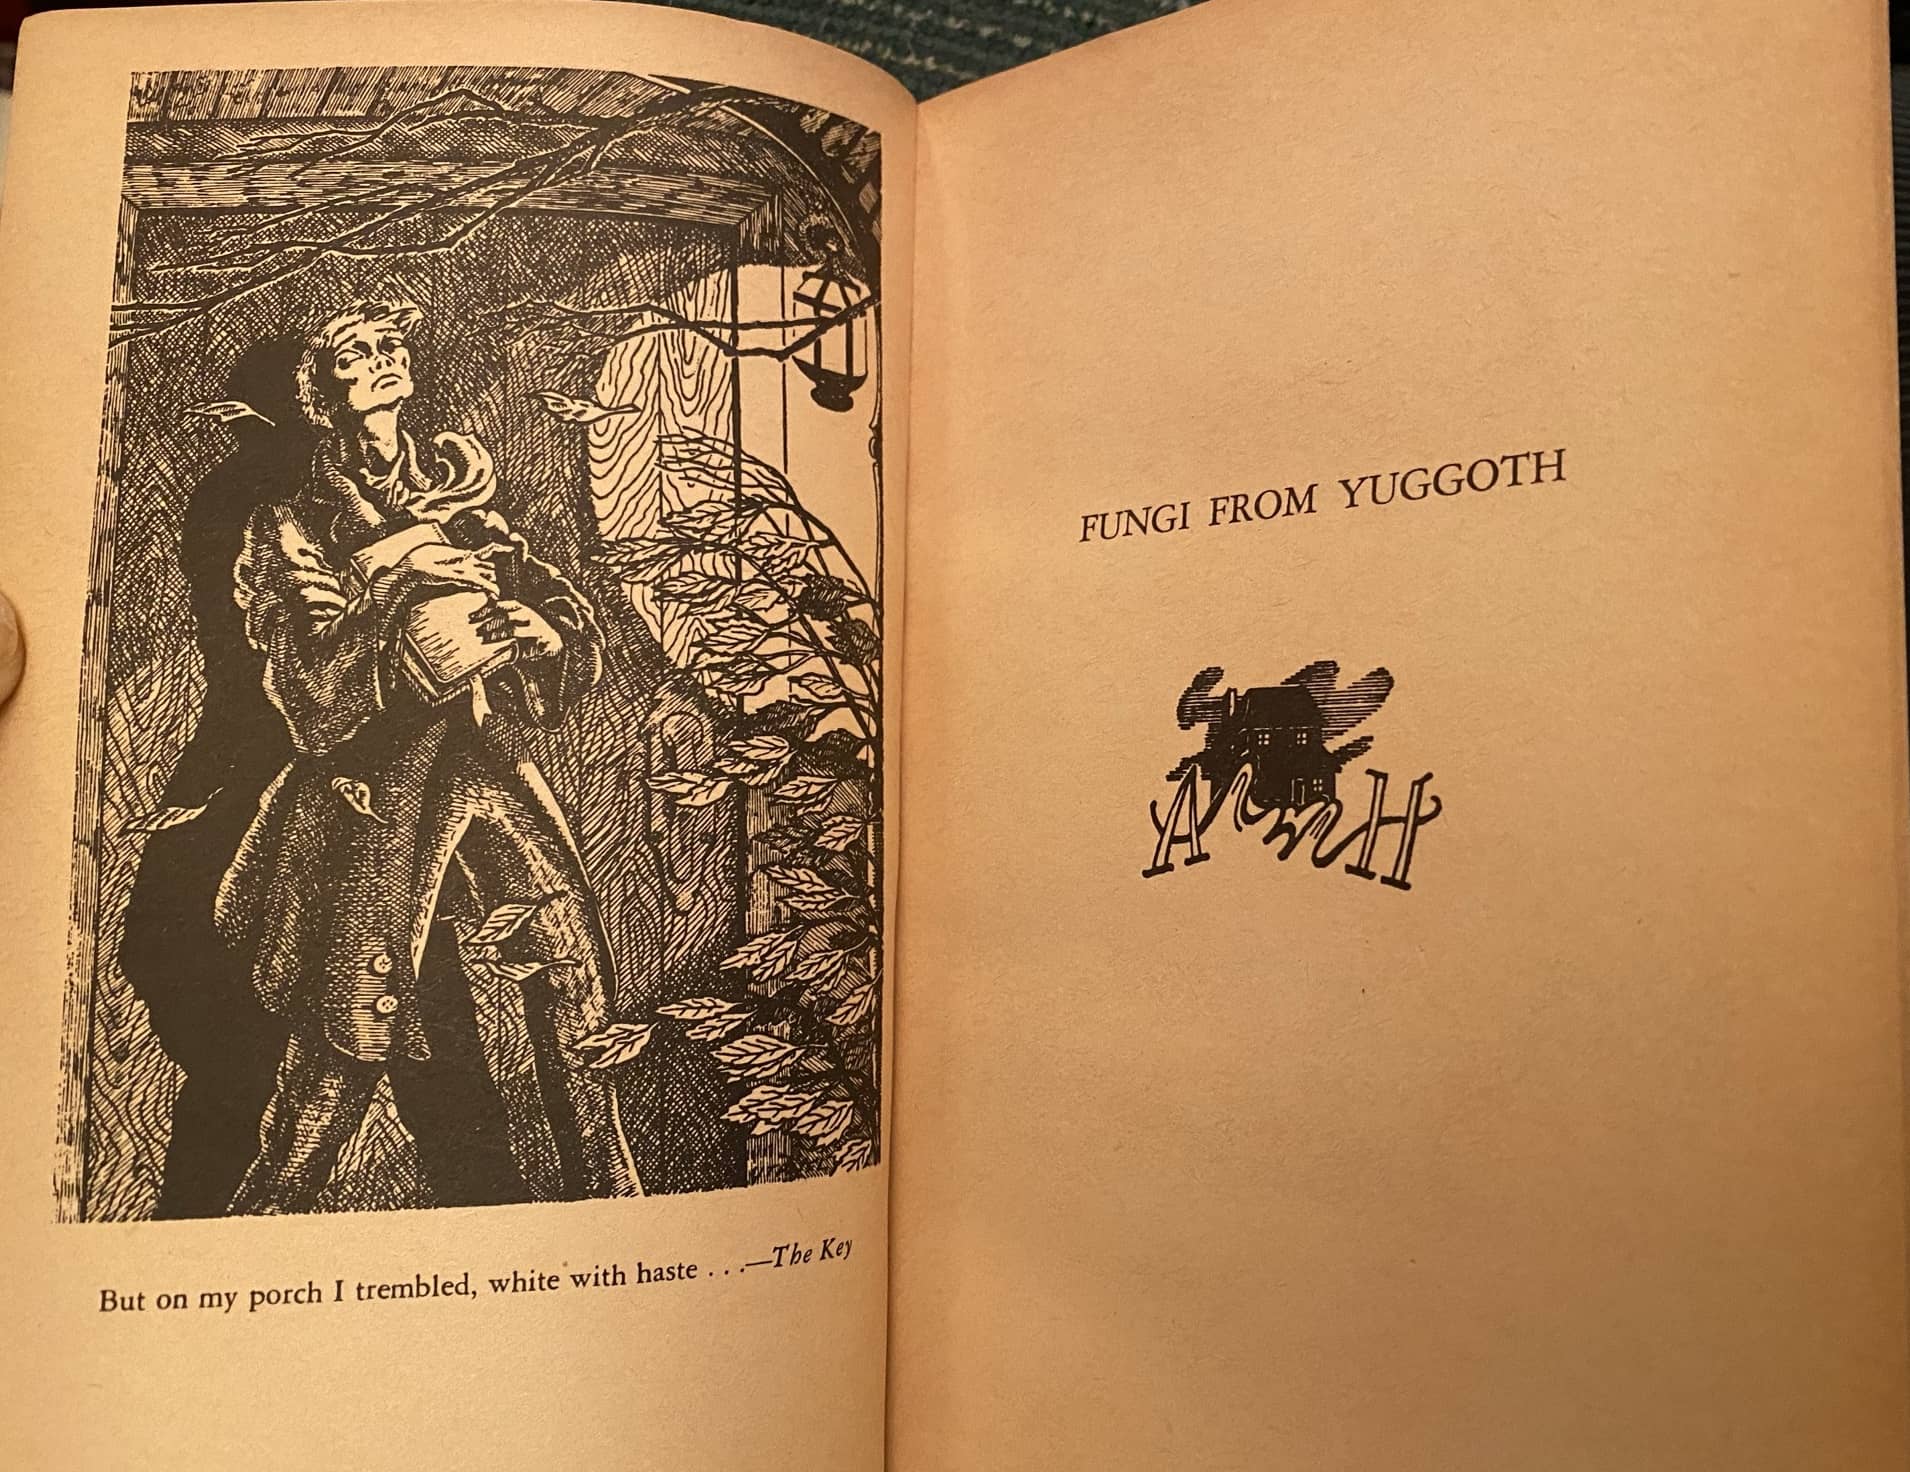 But on my porch I trembled, white with haste . . .—The Key
FUNGI FROM YUGGOTH
A H